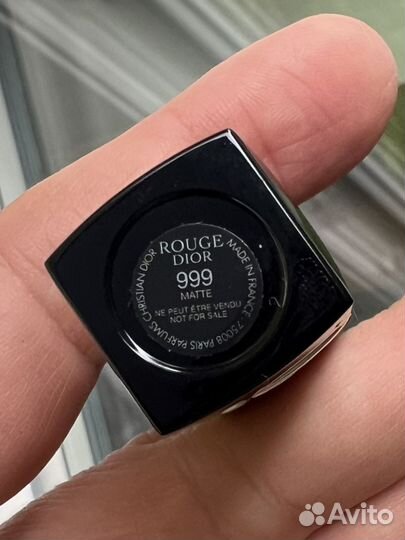 ROUGE
DIOR
999
MATTE
NE PEUT ÊTRE VENDU
NOT FOR SALE
PARFUMS CHRISTIAN DIOR
MADE IN FRANCE
75008 PARIS
Avito